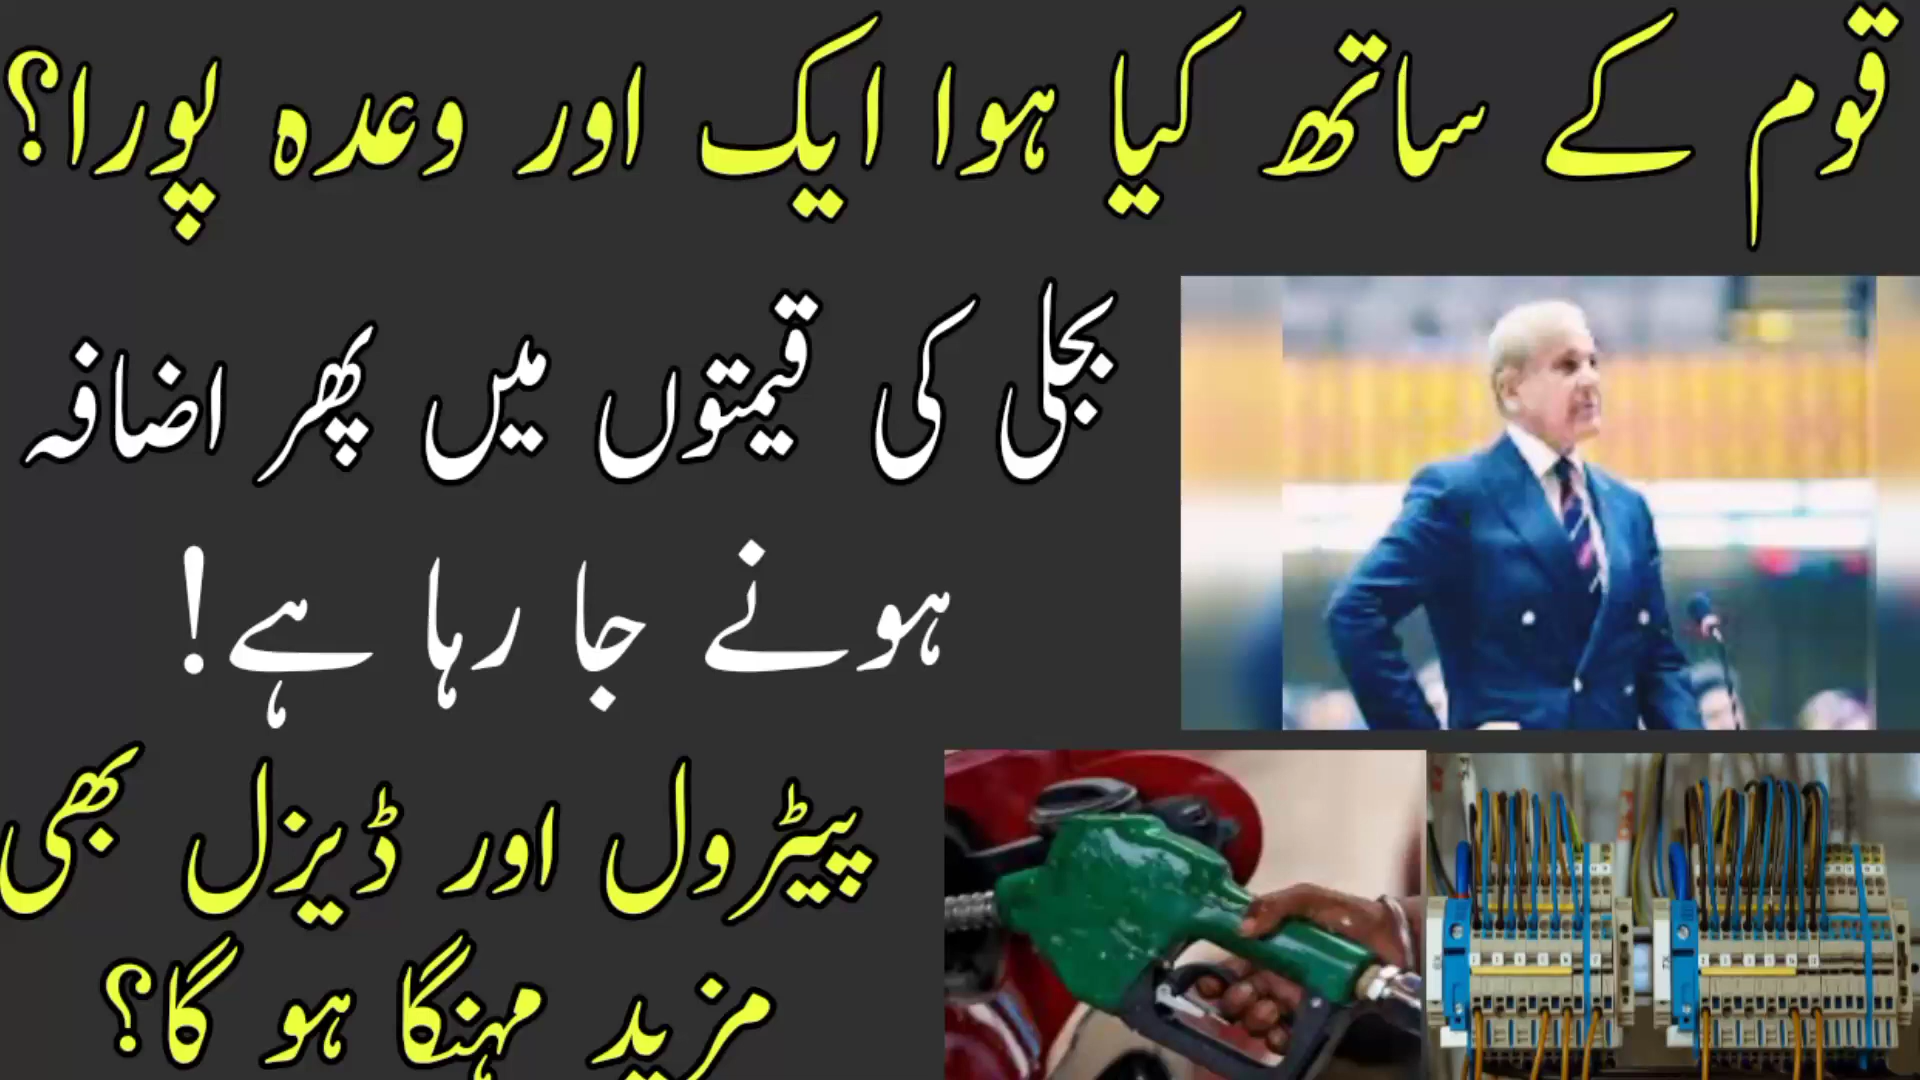 قوم کے ساتھ کیا ہوا ایک اور وعدہ پورا؟
بجلی کی قیمتوں میں پھر اضافہ
ہونے جا رہا ہے!
پیٹرول اور ڈیزل بھی
مزید مہنگا ہو گا؟